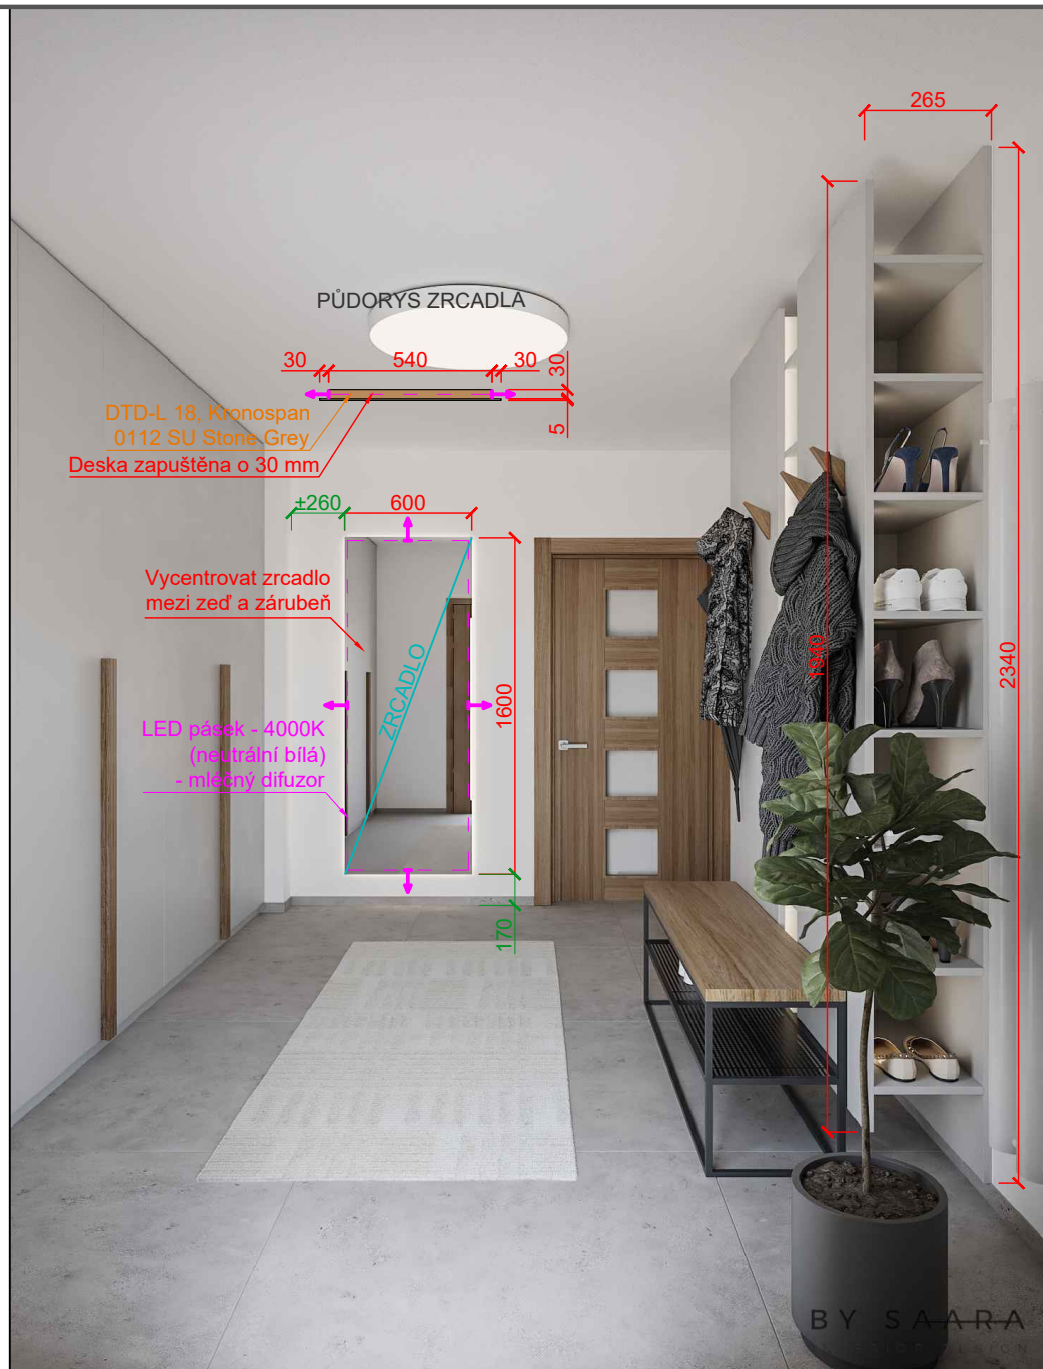 265
PŮDORYS ZRCADLA
30 540 30 30
5
DTD-L 18, Kronospan
0112 SU Stone Grey
Deska zapuštěna o 30 mm
±260 600
Vycentrovat zrcadlo
mezi zeď a zárubeň
ZRCADLO
1600
1940
2340
LED pásek - 4000K
(neutrální bílá)
- mléčný difuzor
170
BY SAARA